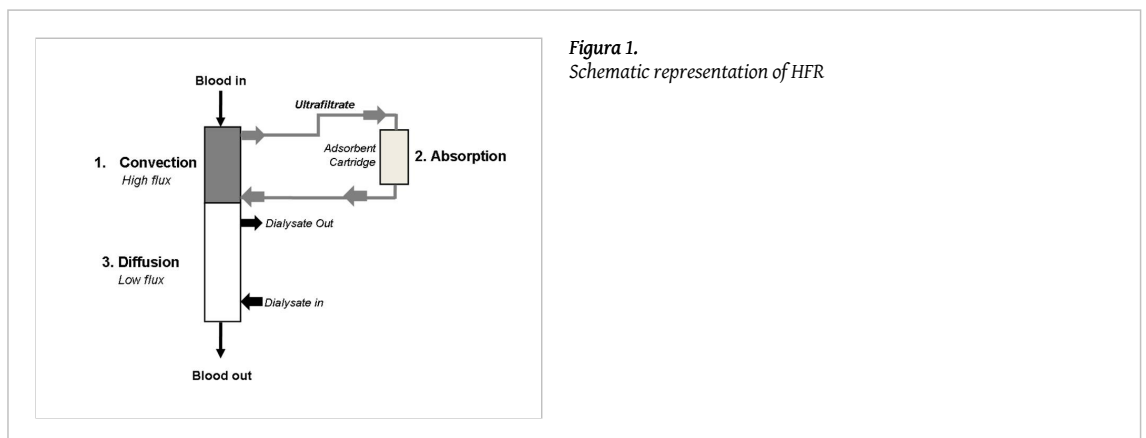 Figura 1.
Schematic representation of HFR
Blood in
Ultrafiltrate
Adsorbent
Cartridge
2. Absorption
1. Convection
High flux
Dialysate Out
3. Diffusion
Low flux
Dialysate in
Blood out